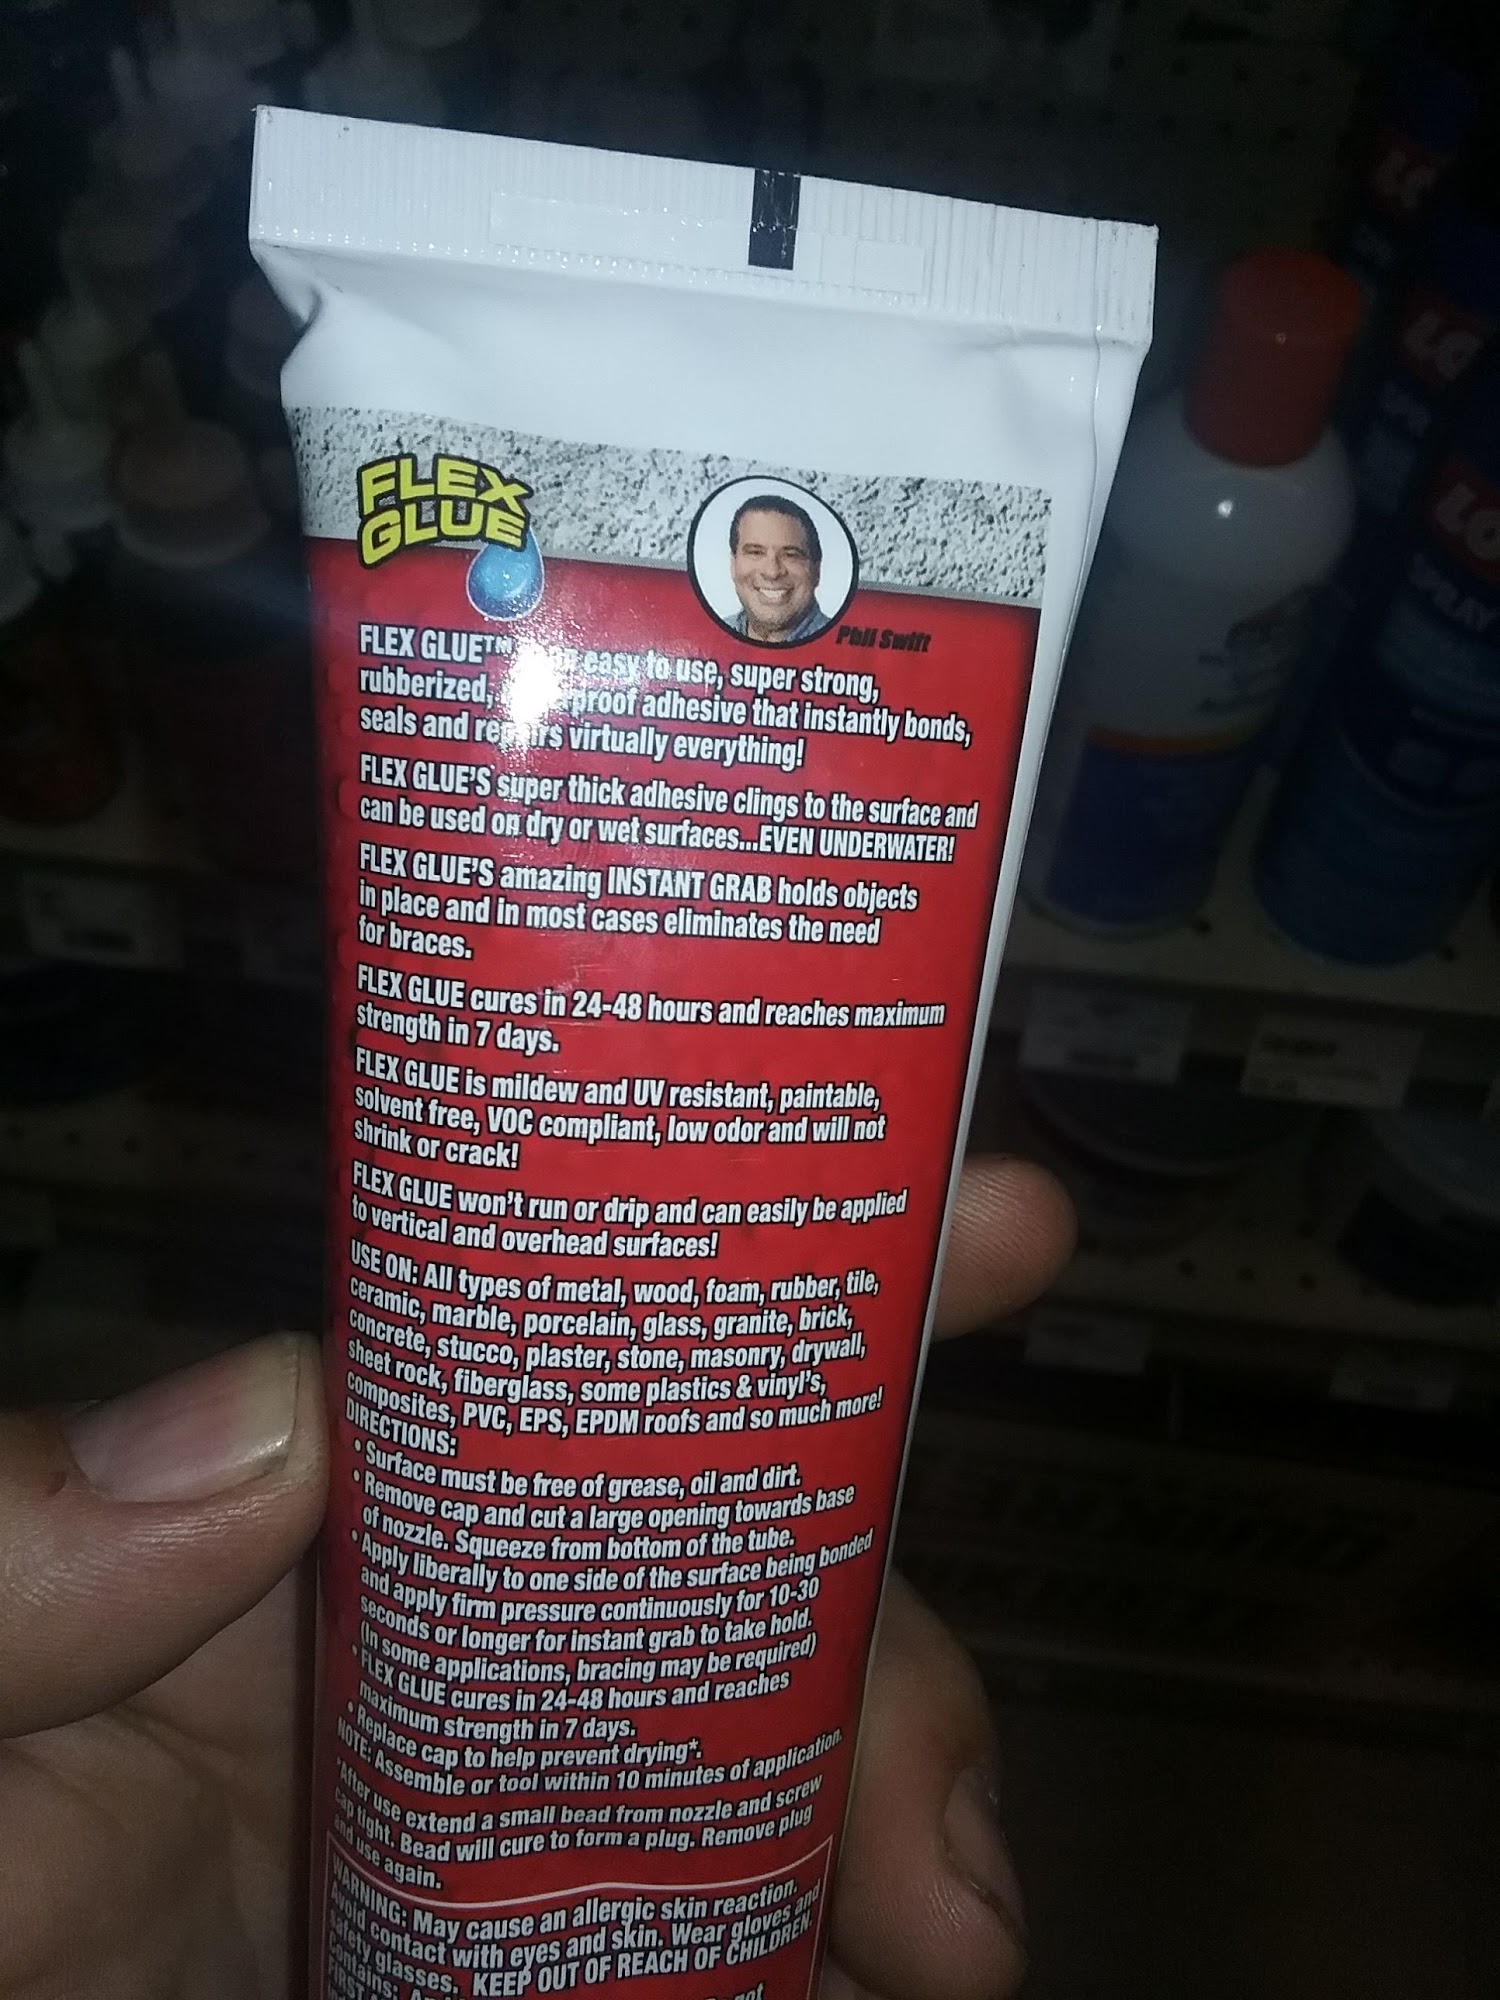 FLEX
GLUE
Phil Swift
FLEX GLUE™ easy to use, super strong,
rubberized, proof adhesive that instantly bonds,
seals and repairs virtually everything!
FLEX GLUE'S super thick adhesive clings to the surface and
can be used on dry or wet surfaces...EVEN UNDERWATER!
FLEX GLUE'S amazing INSTANT GRAB holds objects
in place and in most cases eliminates the need
for braces.
FLEX GLUE cures in 24-48 hours and reaches maximum
strength in 7 days.
FLEX GLUE is mildew and UV resistant, paintable,
solvent free, VOC compliant, low odor and will not
shrink or crack!
FLEX GLUE won't run or drip and can easily be applied
to vertical and overhead surfaces!
USE ON: All types of metal, wood, foam, rubber, tile,
ceramic, marble, porcelain, glass, granite, brick,
concrete, stucco, plaster, stone, masonry, drywall,
sheet rock, fiberglass, some plastics & vinyl's,
composites, PVC, EPS, EPDM roofs and so much more!
DIRECTIONS:
• Surface must be free of grease, oil and dirt.
• Remove cap and cut a large opening towards base
of nozzle. Squeeze from bottom of the tube.
• Apply liberally to one side of the surface being bonded
and apply firm pressure continuously for 10-30
seconds or longer for instant grab to take hold.
(In some applications, bracing may be required)
• FLEX GLUE cures in 24-48 hours and reaches
maximum strength in 7 days.
• Replace cap to help prevent drying*.
NOTE: Assemble or tool within 10 minutes of application.
*After use extend a small bead from nozzle and screw
cap tight. Bead will cure to form a plug. Remove plug
and use again.
WARNING: May cause an allergic skin reaction.
Avoid contact with eyes and skin. Wear gloves and
safety glasses. KEEP OUT OF REACH OF CHILDREN.
Contains:
FIRST not
SPRAY